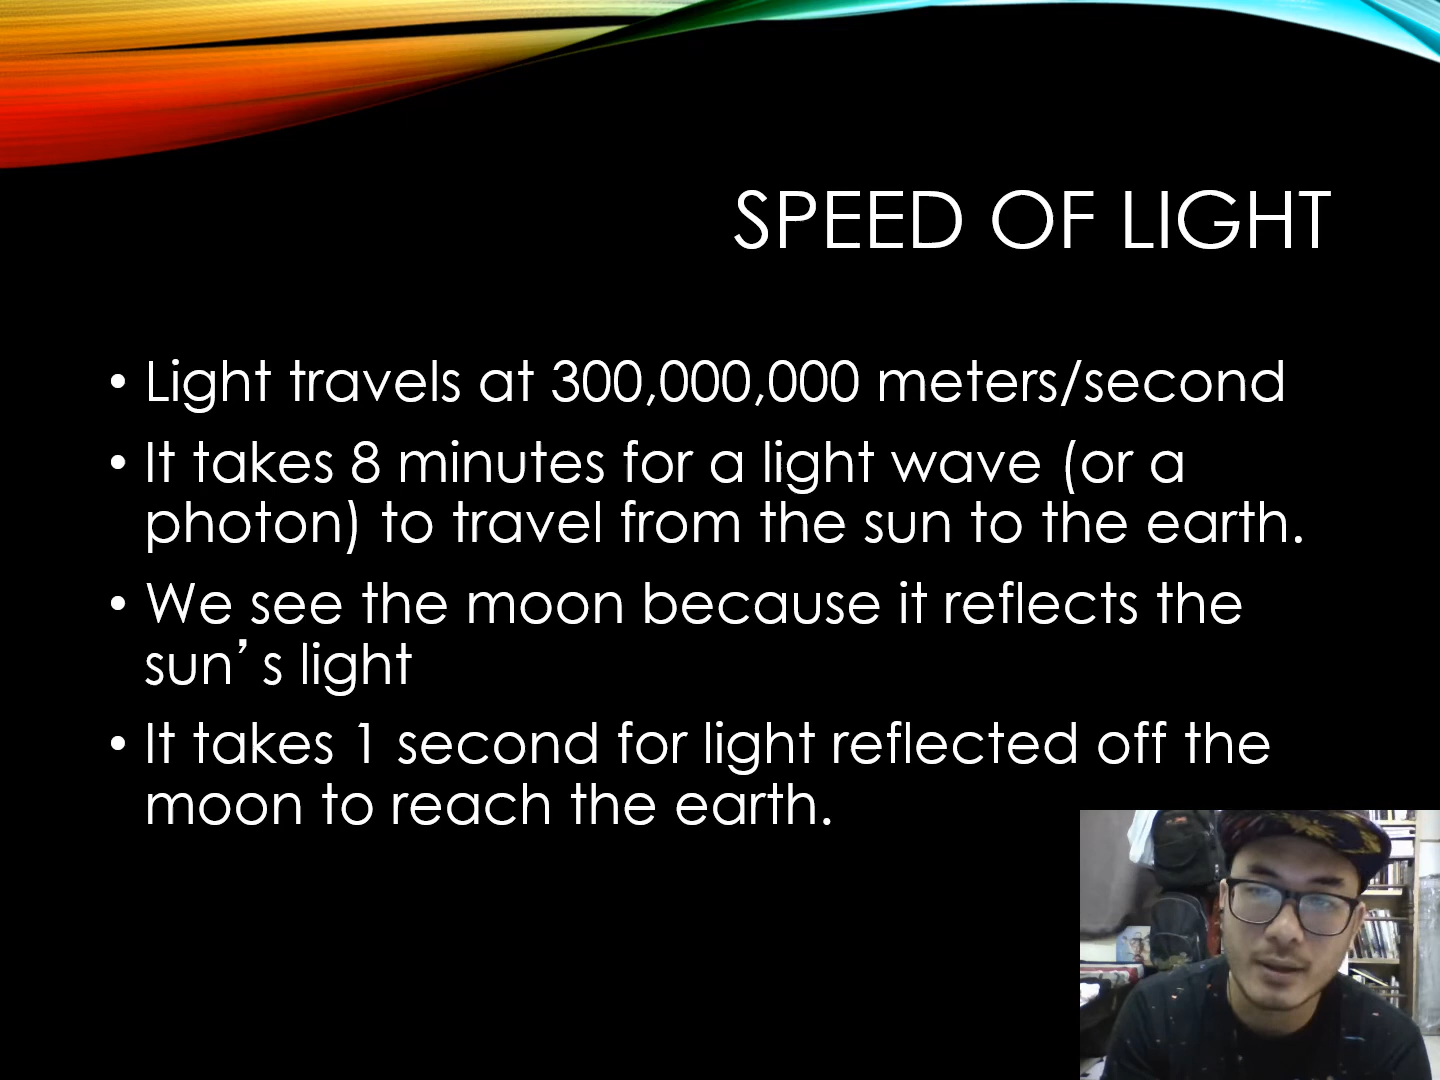 SPEED OF LIGHT
• Light travels at 300,000,000 meters/second
• It takes 8 minutes for a light wave (or a
photon) to travel from the sun to the earth.
• We see the moon because it reflects the
sun’s light
• It takes 1 second for light reflected off the
moon to reach the earth.